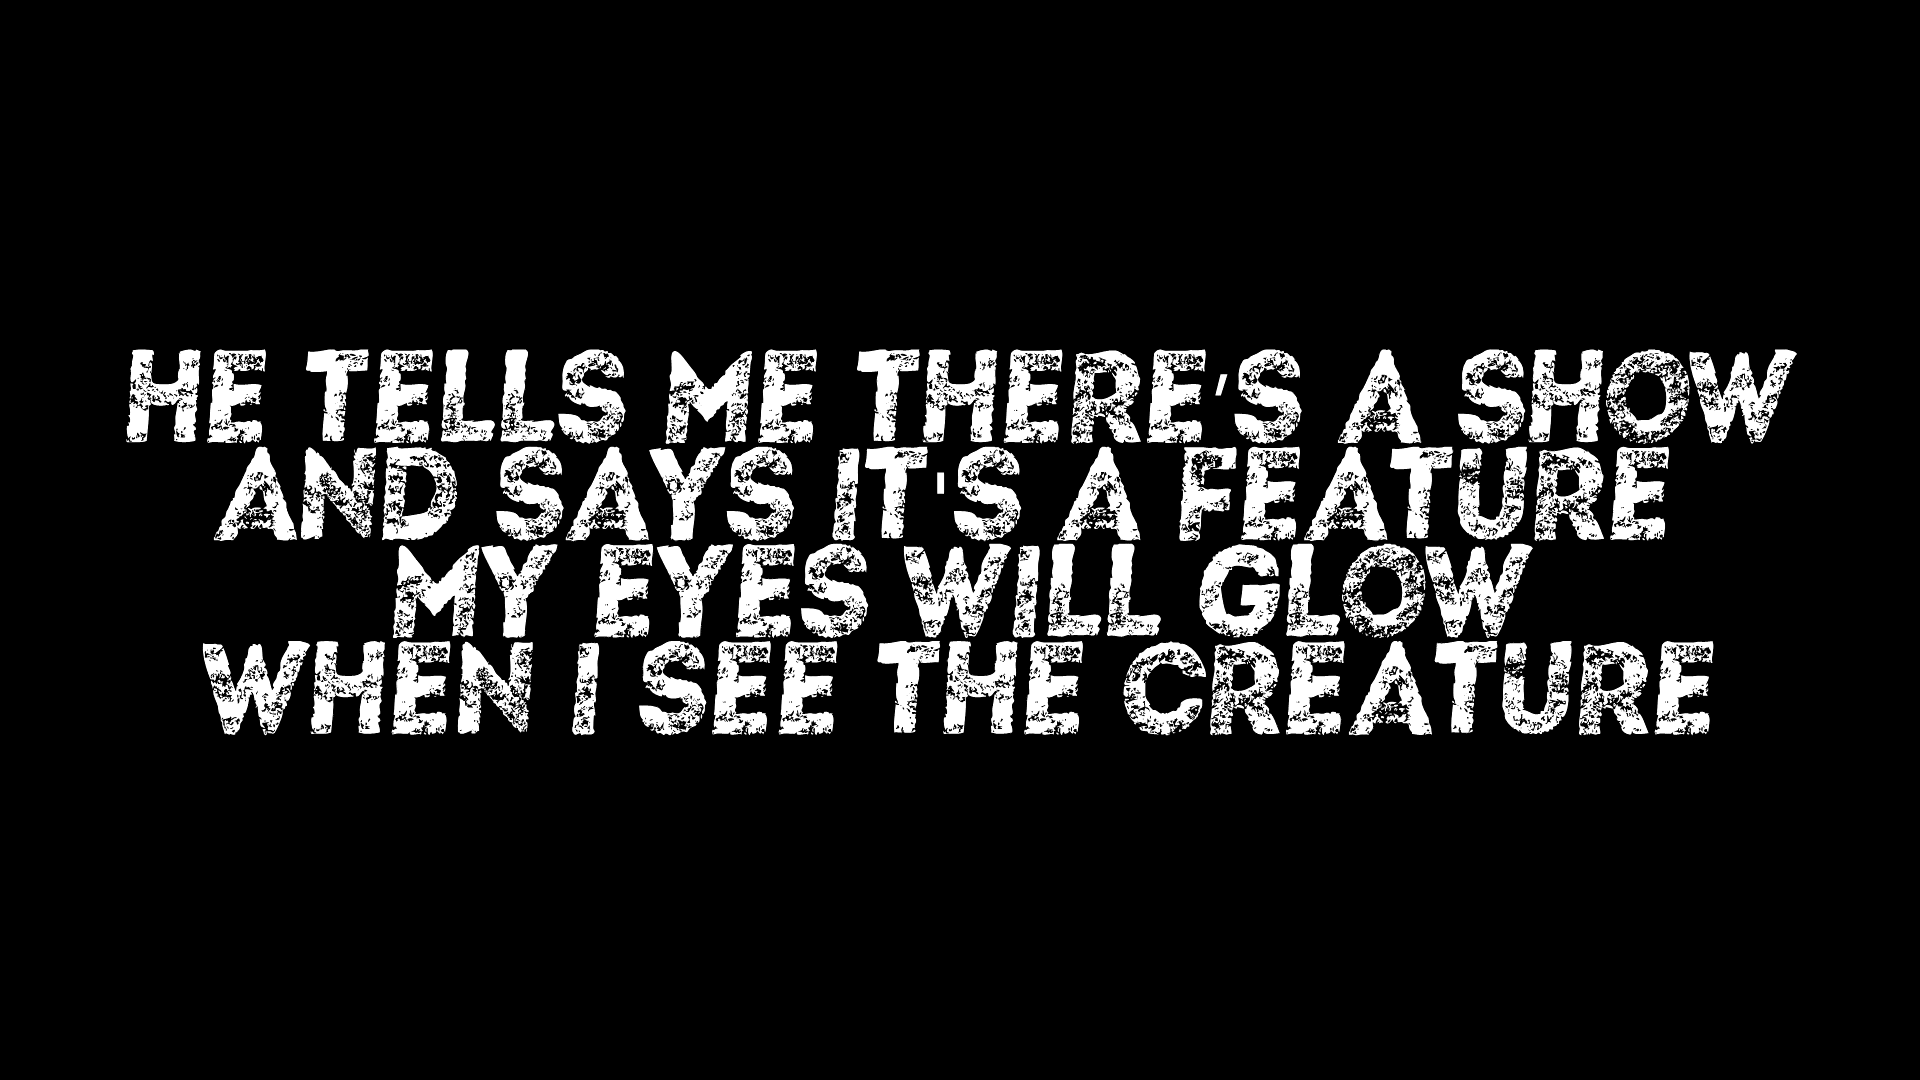 HE TELLS ME THERE’S A SHOW
AND SAYS IT'S A FEATURE
MY EYES WILL GLOW
WHEN I SEE THE CREATURE